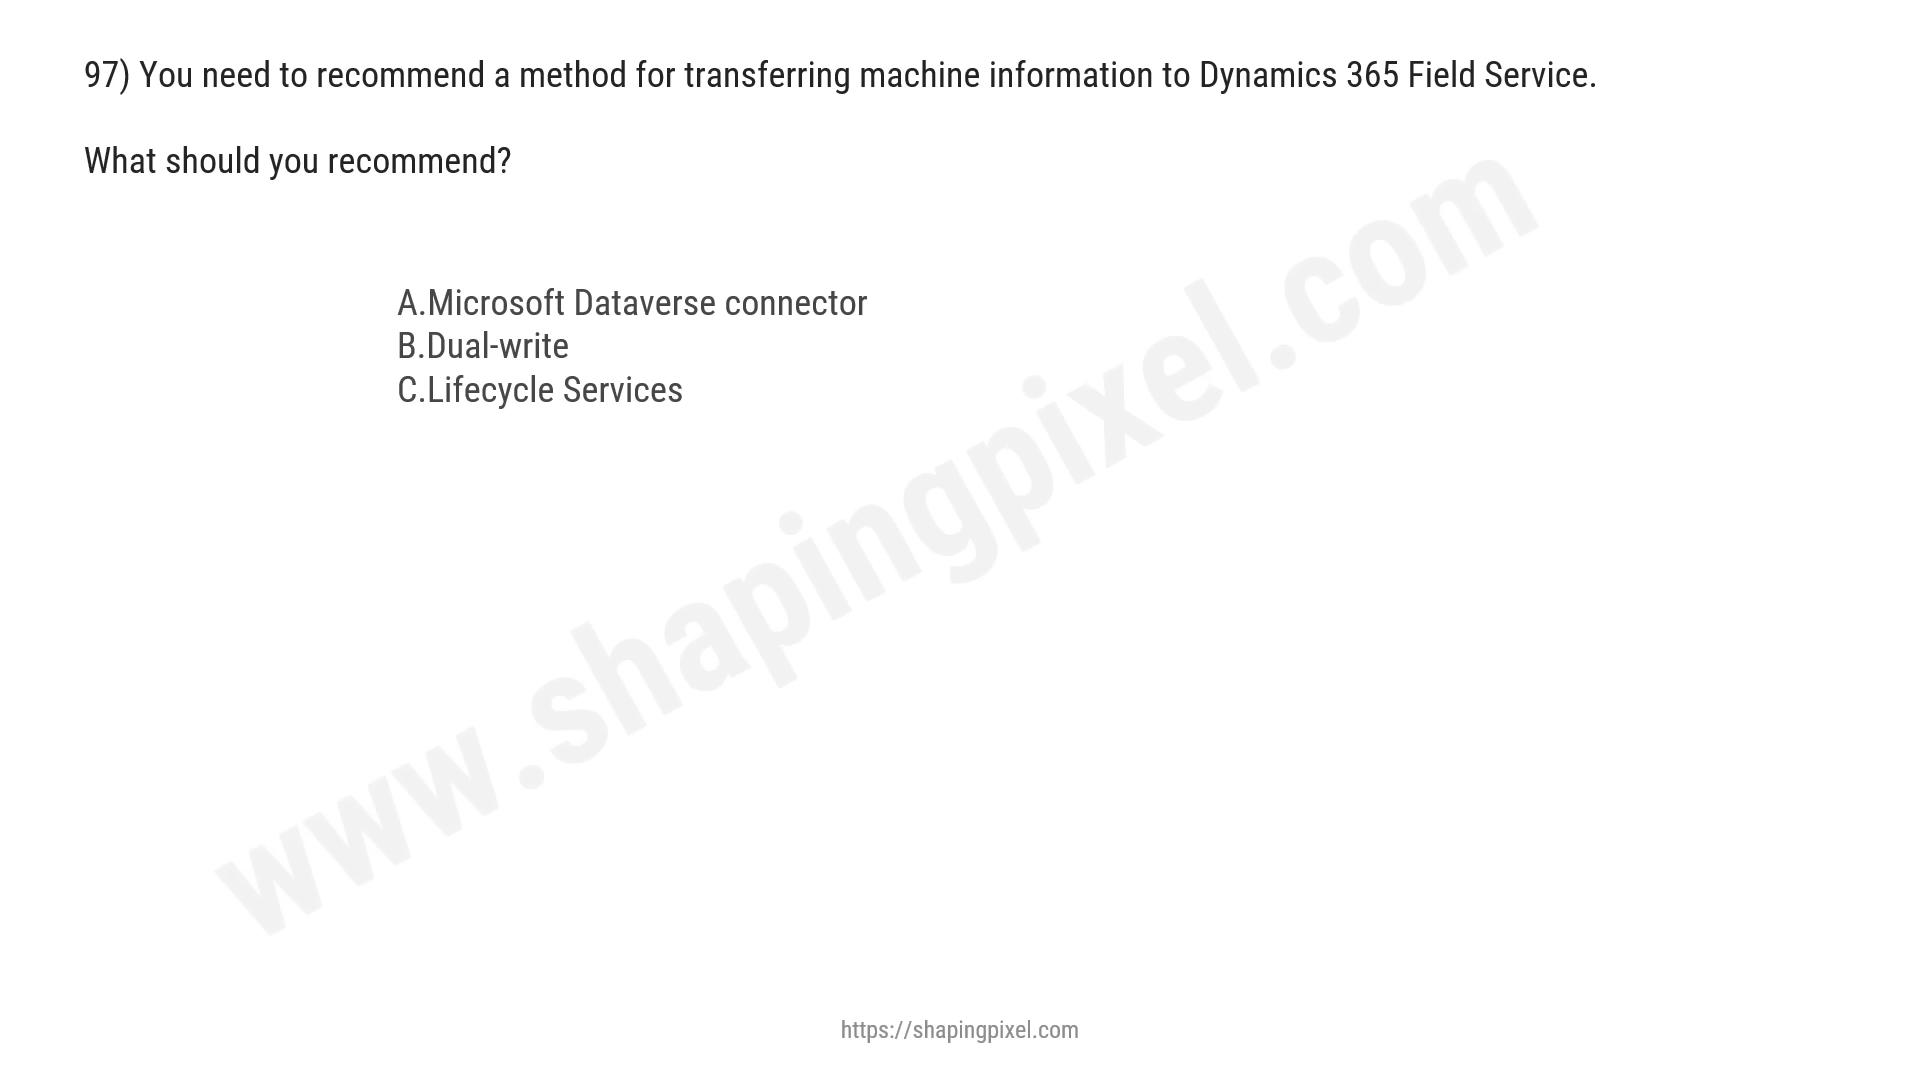 97) You need to recommend a method for transferring machine information to Dynamics 365 Field Service.
What should you recommend?
A.Microsoft Dataverse connector
B.Dual-write
C.Lifecycle Services
www.shapingpixel.com
https://shapingpixel.com